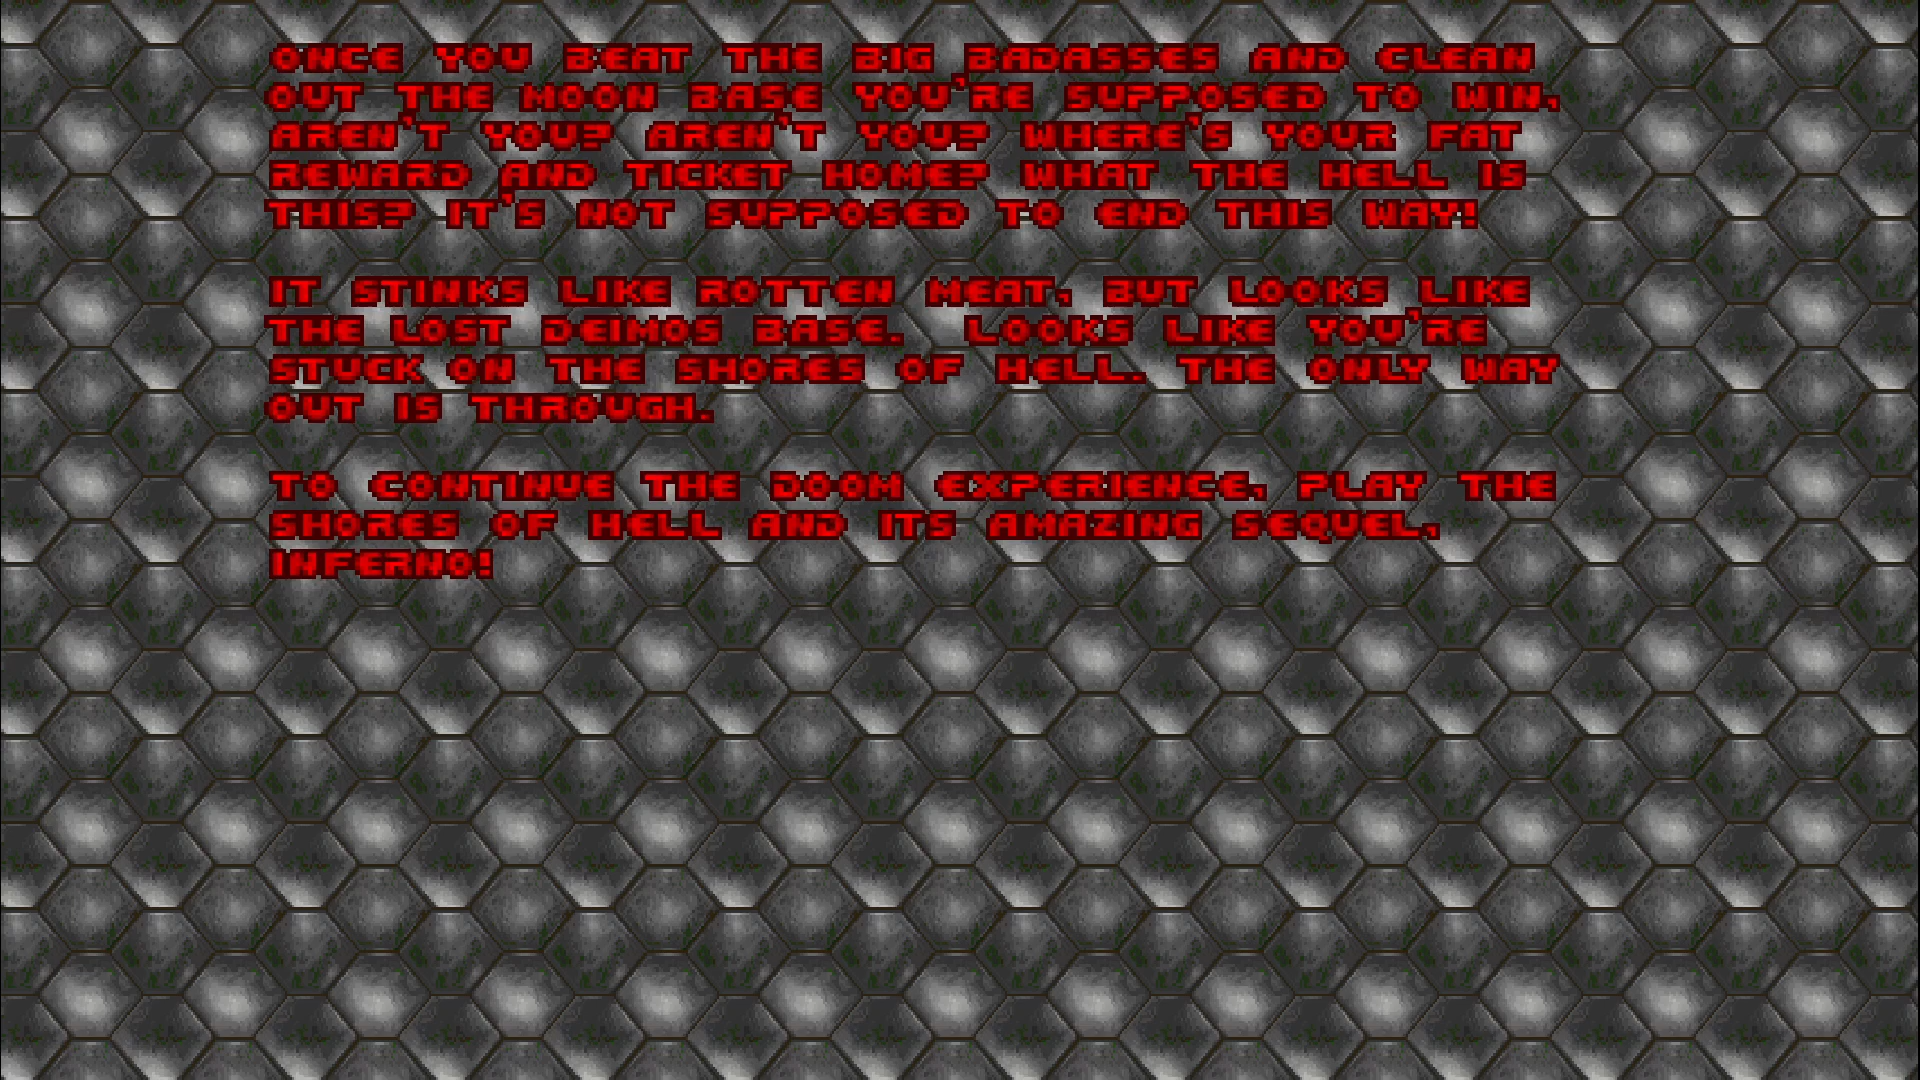 ONCE YOU BEAT THE BIG BADASSES AND CLEAN
OUT THE MOON BASE YOU'RE SUPPOSED TO WIN,
AREN'T YOU? AREN'T YOU? WHERE'S YOUR FAT
REWARD AND TICKET HOME? WHAT THE HELL IS
THIS? IT'S NOT SUPPOSED TO END THIS WAY!

IT STINKS LIKE ROTTEN MEAT, BUT LOOKS LIKE
THE LOST DEIMOS BASE.  LOOKS LIKE YOU'RE
STUCK ON THE SHORES OF HELL. THE ONLY WAY
OUT IS THROUGH.

TO CONTINUE THE DOOM EXPERIENCE, PLAY THE
SHORES OF HELL AND ITS AMAZING SEQUEL,
INFERNO!